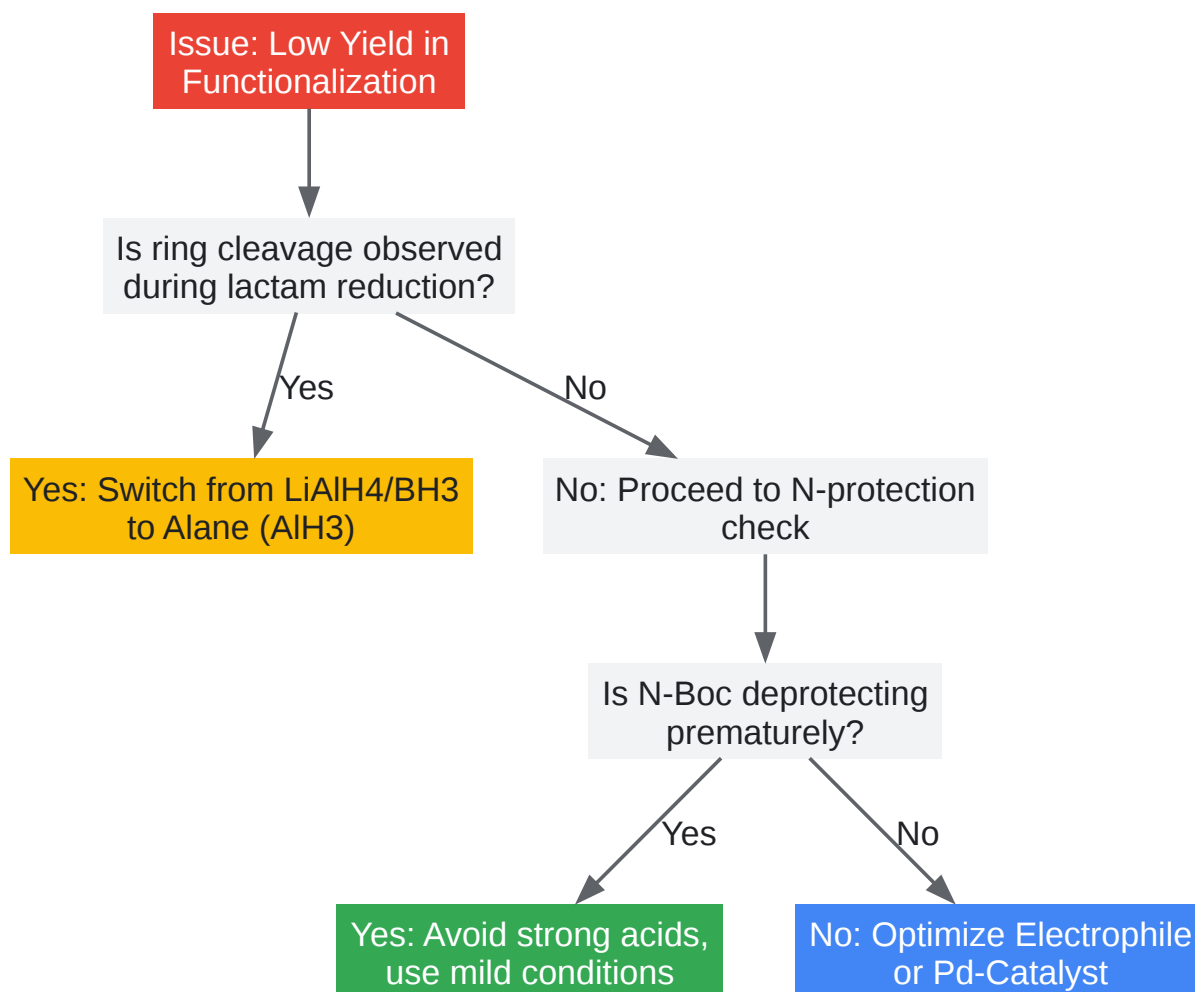 Issue: Low Yield in
Functionalization
Is ring cleavage observed
during lactam reduction?
Yes
No
Yes: Switch from LiAlH4/BH3
to Alane (AlH3)
No: Proceed to N-protection
check
Is N-Boc deprotecting
prematurely?
Yes
No
Yes: Avoid strong acids,
use mild conditions
No: Optimize Electrophile
or Pd-Catalyst